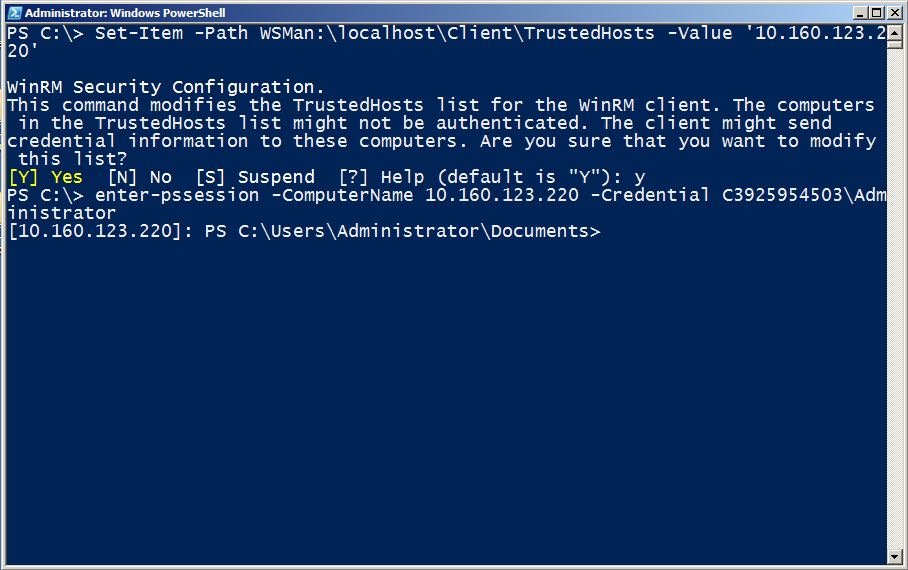 Administrator: Windows PowerShell
PS C:\> Set-Item -Path WSMan:\localhost\Client\TrustedHosts -Value '10.160.123.2
20'
WinRM Security Configuration.
This command modifies the TrustedHosts list for the WinRM client. The computers
 in the TrustedHosts list might not be authenticated. The client might send
credential information to these computers. Are you sure that you want to modify
 this list?
[Y] Yes  [N] No  [S] Suspend  [?] Help (default is "Y"): y
PS C:\> enter-pssession -ComputerName 10.160.123.220 -Credential C3925954503\Adm
inistrator
[10.160.123.220]: PS C:\Users\Administrator\Documents>